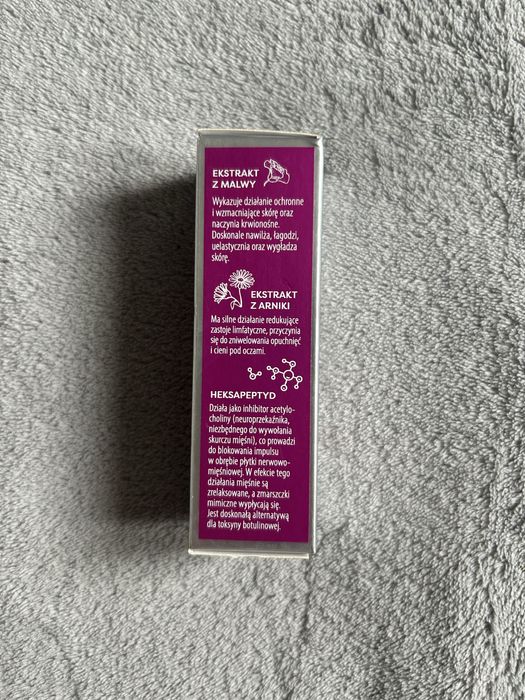 EKSTRAKT
Z MALWY
Wykazuje działanie ochronne
i wzmacniające skórę oraz
naczynia krwionośne.
Doskonale nawilża, łagodzi,
uelastycznia oraz wygładza
skórę.
EKSTRAKT
Z ARNIKI
Ma silne działanie redukujące
zastoje limfatyczne, przyczynia
się do zniwelowania opuchnięć
i cieni pod oczami.
HEKSAPEPTYD
Działa jako inhibitor acetylo-
choliny (neuroprzekaźnika,
niezbędnego do wywołania
skurczu mięśni), co prowadzi
do blokowania impulsu
w obrębie płytki nerwowo-
mięśniowej. W efekcie tego
działania mięśnie są
zrelaksowane, a zmarszczki
mimiczne wypłycają się.
Jest doskonałą alternatywą
dla toksyny botulinowej.